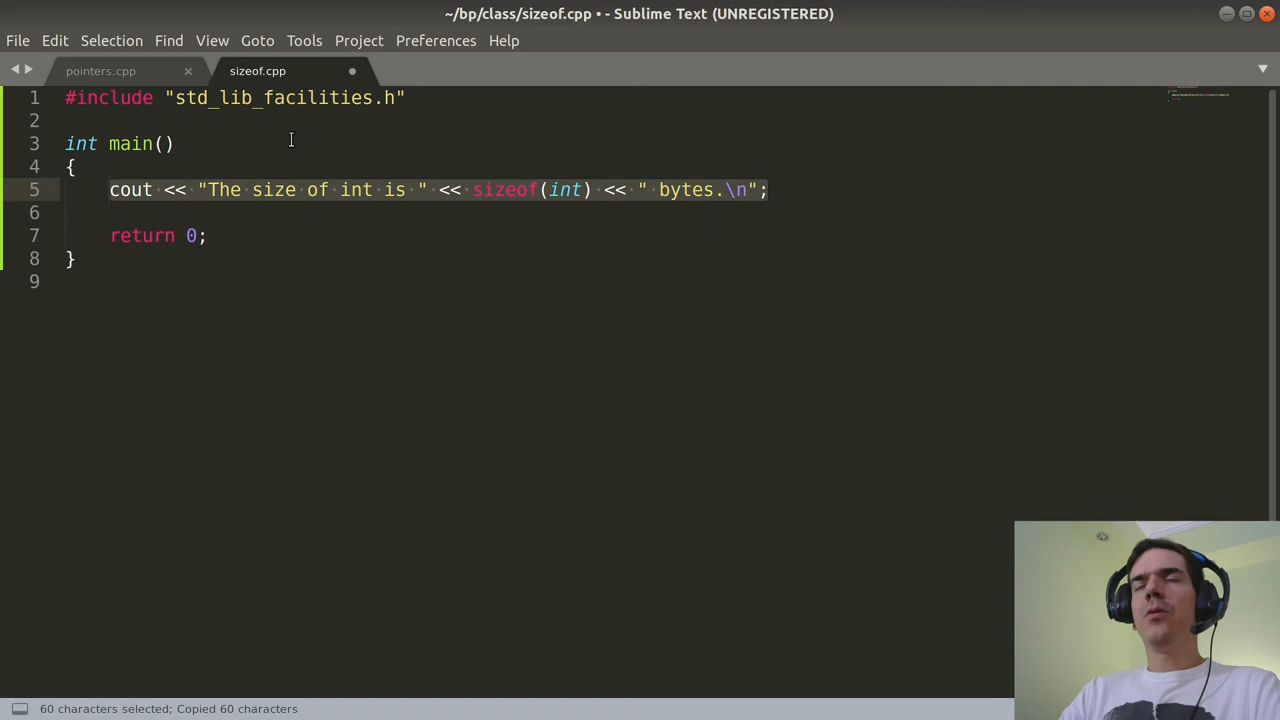 ~/bp/class/sizeof.cpp • - Sublime Text (UNREGISTERED)
File Edit Selection Find View Goto Tools Project Preferences Help
pointers.cpp × sizeof.cpp
1 #include "std_lib_facilities.h"
2
3 int main()
4 {
5 cout << "The size of int is " << sizeof(int) << " bytes.\n";
6
7 return 0;
8 }
9
60 characters selected; Copied 60 characters